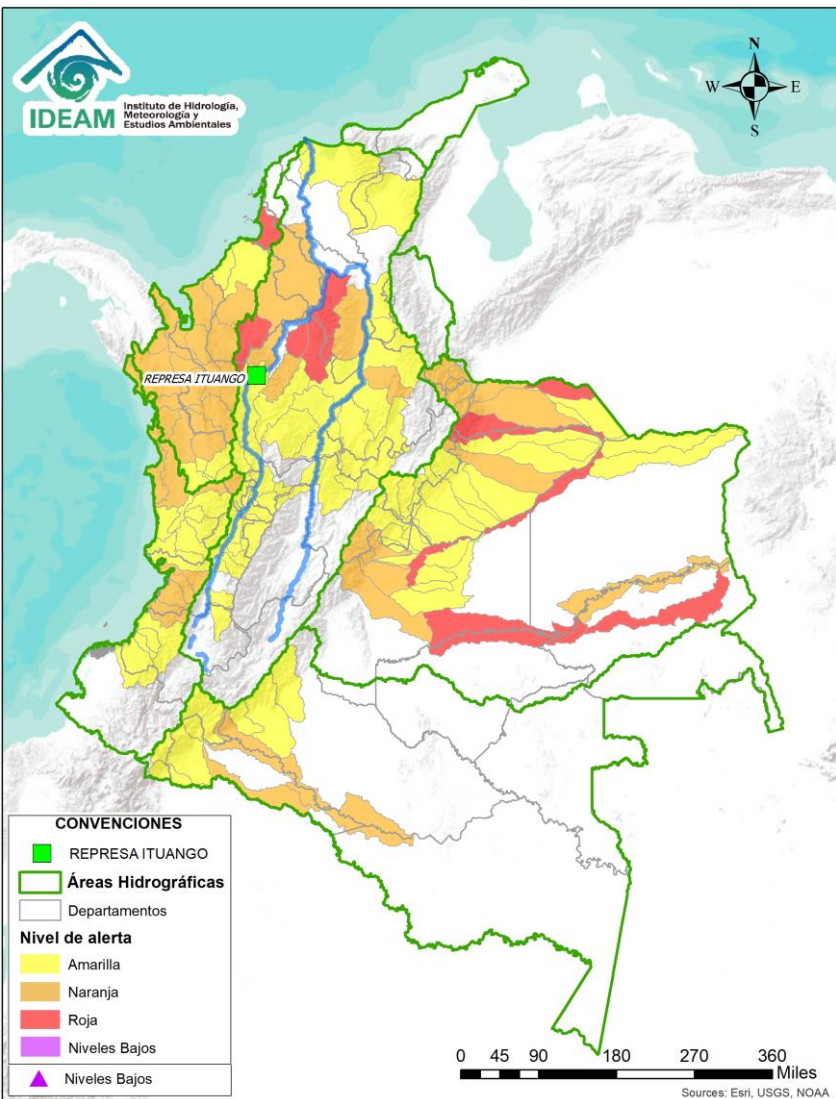 IDEAM
Instituto de Hidrología,
Meteorología y
Estudios Ambientales
N
W
E
S
REPRESA ITUANGO
CONVENCIONES
REPRESA ITUANGO
Áreas Hidrográficas
Departamentos
Nivel de alerta
Amarilla
Naranja
Roja
Niveles Bajos
Niveles Bajos
0 45 90 180 270 360
Miles
Sources: Esri, USGS, NOAA